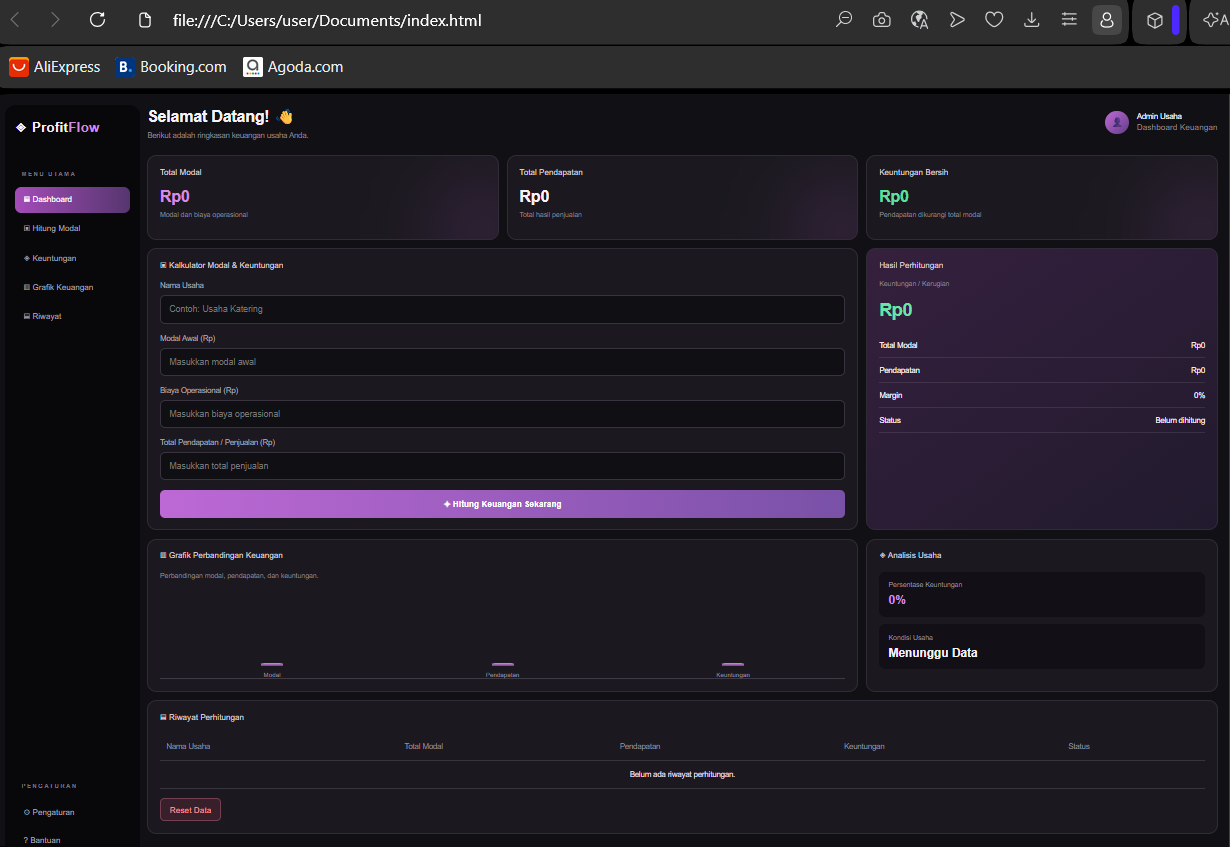 file:///C:/Users/user/Documents/index.html
AliExpress
B. Booking.com
Agoda.com
ProfitFlow
MENU UTAMA
Dashboard
Hitung Modal
Keuntungan
Grafik Keuangan
Riwayat
PENGATURAN
Pengaturan
? Bantuan
Selamat Datang! 👋
Berikut adalah ringkasan keuangan usaha Anda.
Admin Usaha
Dashboard Keuangan
Total Modal
Rp0
Modal dan biaya operasional
Total Pendapatan
Rp0
Total hasil penjualan
Keuntungan Bersih
Rp0
Pendapatan dikurangi total modal
Kalkulator Modal & Keuntungan
Nama Usaha
Contoh: Usaha Katering
Modal Awal (Rp)
Masukkan modal awal
Biaya Operasional (Rp)
Masukkan biaya operasional
Total Pendapatan / Penjualan (Rp)
Masukkan total penjualan
✦ Hitung Keuangan Sekarang
Hasil Perhitungan
Keuntungan / Kerugian
Rp0
Total Modal Rp0
Pendapatan Rp0
Margin 0%
Status Belum dihitung
Grafik Perbandingan Keuangan
Perbandingan modal, pendapatan, dan keuntungan.
Modal Pendapatan Keuntungan
Analisis Usaha
Persentase Keuntungan
0%
Kondisi Usaha
Menunggu Data
Riwayat Perhitungan
Nama Usaha Total Modal Pendapatan Keuntungan Status
Belum ada riwayat perhitungan.
Reset Data